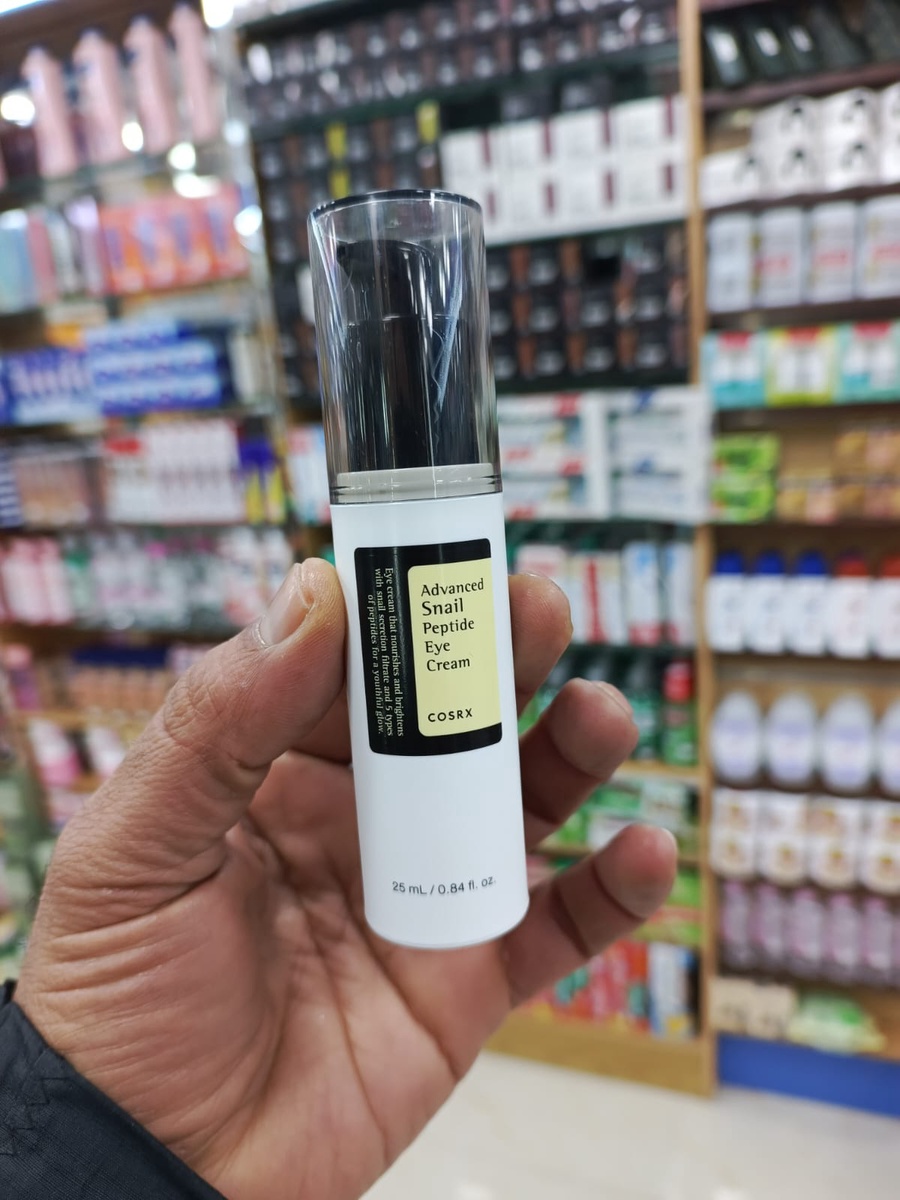 Advanced
Snail
Peptide
Eye
Cream
COSRX
Eye cream that nourishes and brightens
with snail secretion filtrate and 5 types
of peptides for a youthful glow.
25 mL / 0.84 fl. oz.